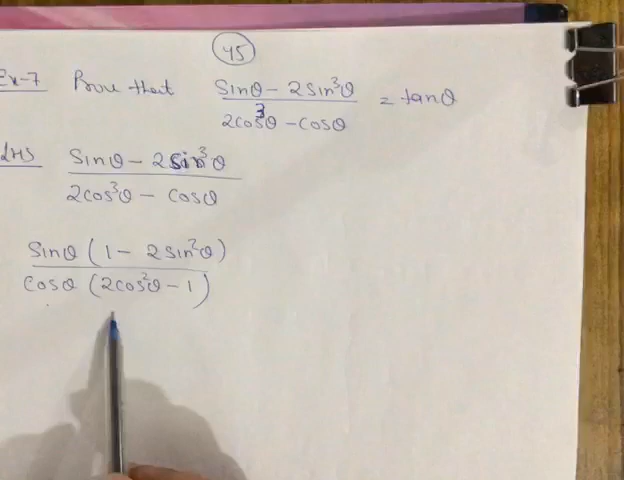 45
Ex-7 Prove that
sinθ - 2sin³θ
2cos³θ - cosθ
= tanθ
LHS
sinθ - 2sin³θ
2cos³θ - cosθ
sinθ (1 - 2sin²θ)
cosθ (2cos²θ - 1)